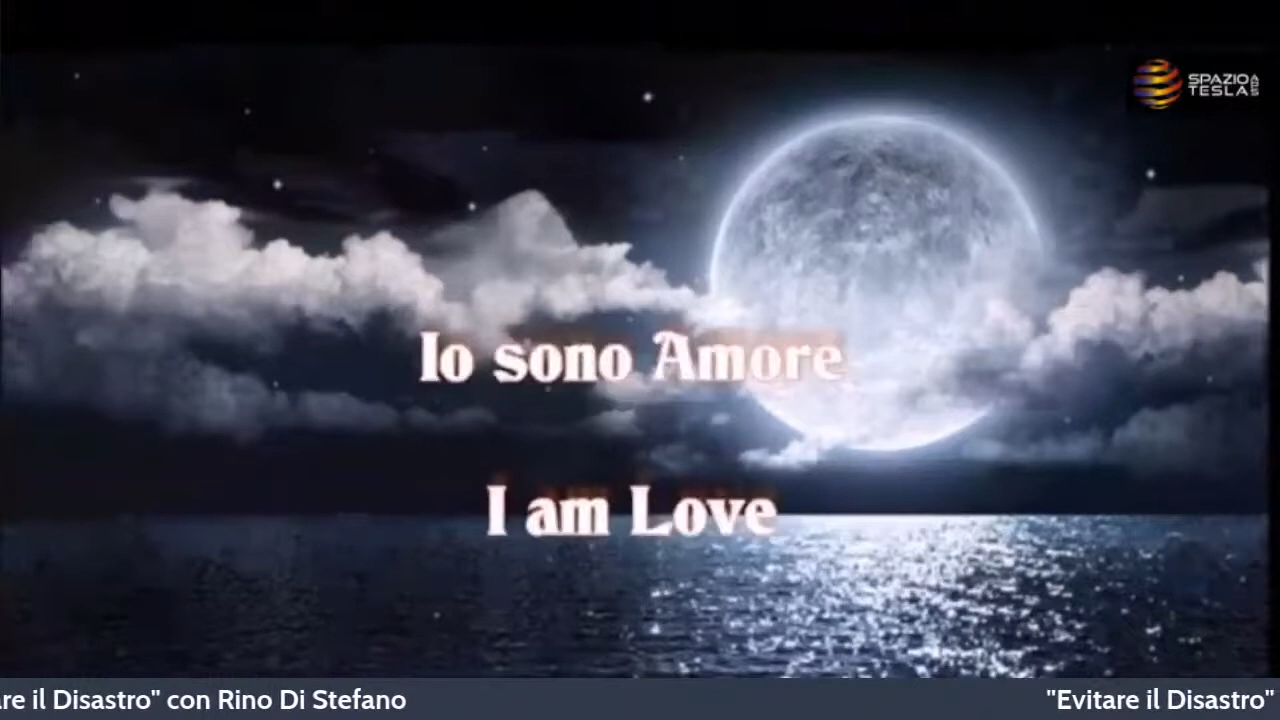 SPAZIO
TESLA
Io sono Amore
I am Love
re il Disastro" con Rino Di Stefano
"Evitare il Disastro"